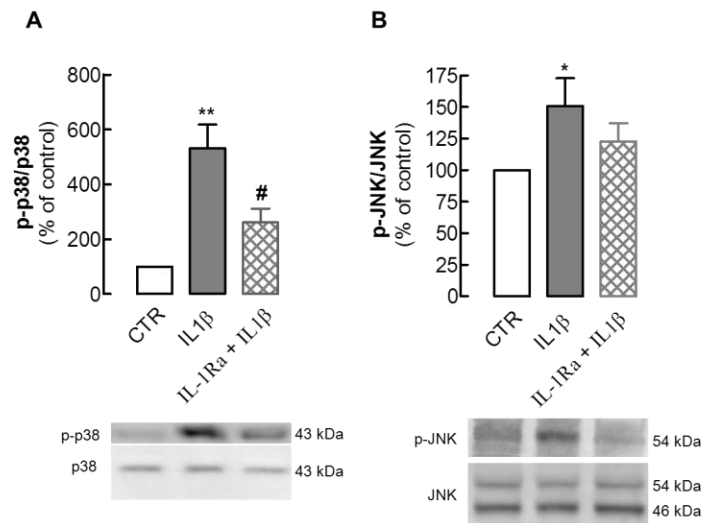 A
p-p38/p38
(% of control)
800
600
400
200
0
**
#
CTR
IL1β
IL-1Ra + IL1β
p-p38
43 kDa
p38
43 kDa
B
p-JNK/JNK
(% of control)
175
150
125
100
75
50
25
0
*
CTR
IL1β
IL-1Ra + IL1β
p-JNK
54 kDa
JNK
54 kDa
46 kDa